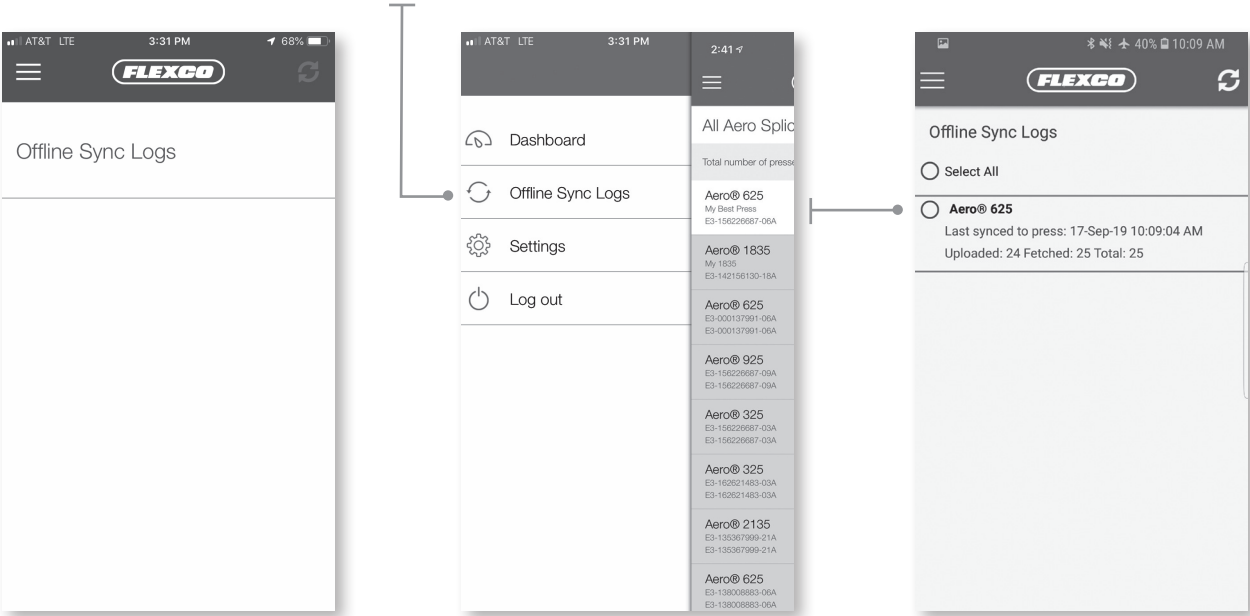 AT&T LTE 3:31 PM 68%
FLEXCO
Offline Sync Logs
AT&T LTE 3:31 PM
Dashboard
Offline Sync Logs
Settings
Log out
2:41
All Aero Splic
Total number of presse
Aero® 625
My Best Press
E3-156226687-06A
Aero® 1835
My 1835
E3-142156130-18A
Aero® 625
E3-000137991-06A
E3-000137991-06A
Aero® 925
E3-156226687-09A
E3-156226687-09A
Aero® 325
E3-156226687-03A
E3-156226687-03A
Aero® 325
E3-162621483-03A
E3-162621483-03A
Aero® 2135
E3-135367999-21A
E3-135367999-21A
Aero® 625
E3-138008883-06A
E3-138008883-06A
40% 10:09 AM
FLEXCO
Offline Sync Logs
Select All
Aero® 625
Last synced to press: 17-Sep-19 10:09:04 AM
Uploaded: 24 Fetched: 25 Total: 25